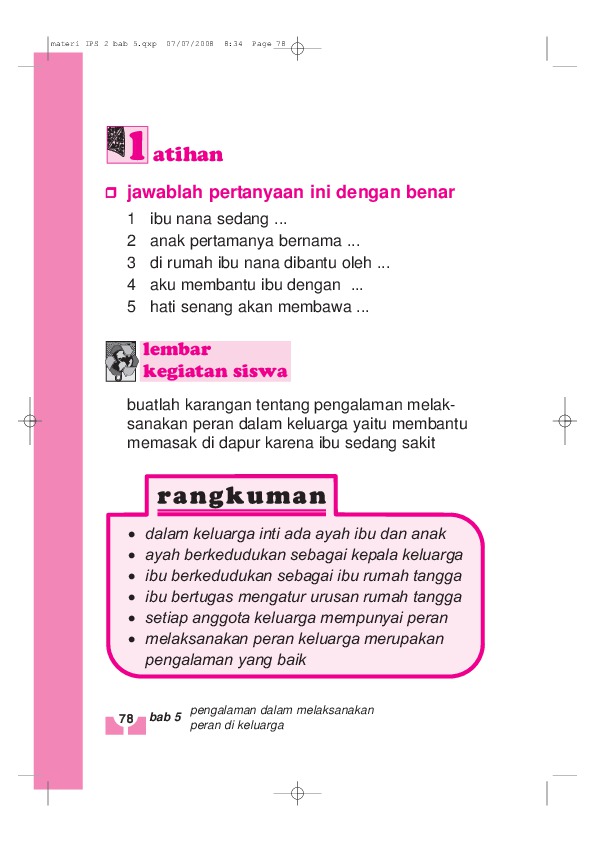 materi IPS 2 bab 5.qxp  07/07/2008  8:34  Page 78
latihan
jawablah pertanyaan ini dengan benar
1 ibu nana sedang ...
2 anak pertamanya bernama ...
3 di rumah ibu nana dibantu oleh ...
4 aku membantu ibu dengan ...
5 hati senang akan membawa ...
lembar
kegiatan siswa
buatlah karangan tentang pengalaman melak-
sanakan peran dalam keluarga yaitu membantu
memasak di dapur karena ibu sedang sakit
rangkuman
• dalam keluarga inti ada ayah ibu dan anak
• ayah berkedudukan sebagai kepala keluarga
• ibu berkedudukan sebagai ibu rumah tangga
• ibu bertugas mengatur urusan rumah tangga
• setiap anggota keluarga mempunyai peran
• melaksanakan peran keluarga merupakan
pengalaman yang baik
78 bab 5 pengalaman dalam melaksanakan
peran di keluarga